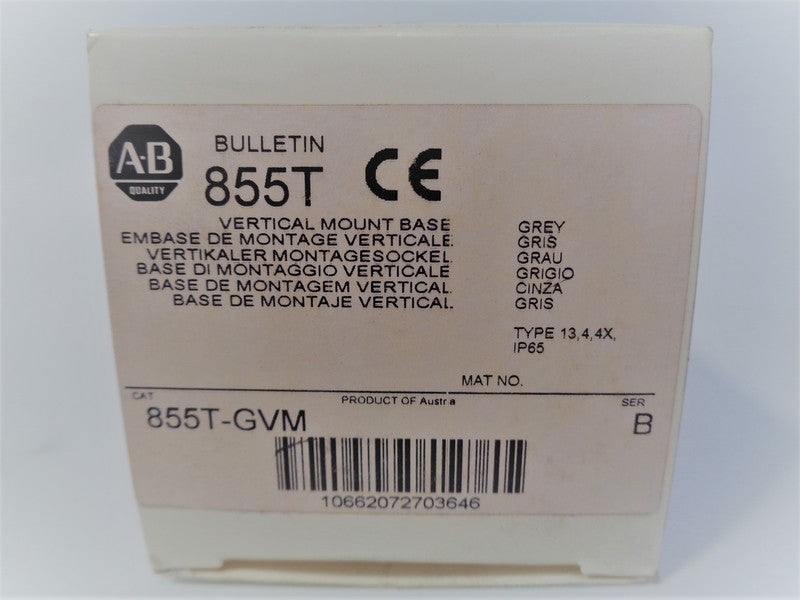 A-B
QUALITY
BULLETIN
855T CE
VERTICAL MOUNT BASE GREY
EMBASE DE MONTAGE VERTICALE GRIS
VERTIKALER MONTAGESOCKEL GRAU
BASE DI MONTAGGIO VERTICALE GRIGIO
BASE DE MONTAGEM VERTICAL CINZA
BASE DE MONTAJE VERTICAL GRIS
TYPE 13,4,4X,
IP65
MAT NO.
CAT PRODUCT OF Austria SER
855T-GVM B
10662072703646